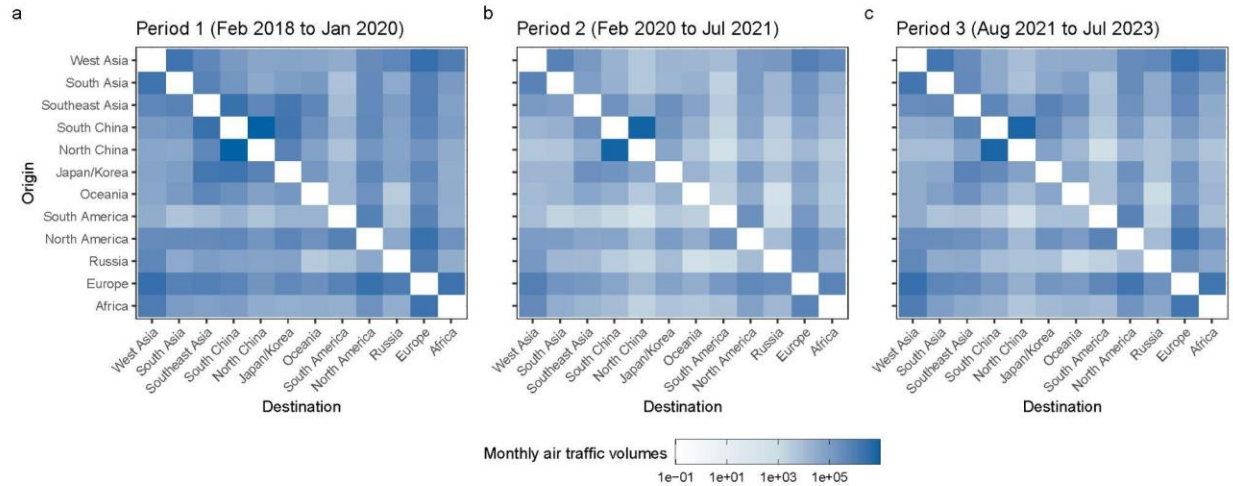 a
Period 1 (Feb 2018 to Jan 2020)
b
Period 2 (Feb 2020 to Jul 2021)
c
Period 3 (Aug 2021 to Jul 2023)
Origin
West Asia
South Asia
Southeast Asia
South China
North China
Japan/Korea
Oceania
South America
North America
Russia
Europe
Africa
West Asia
South Asia
Southeast Asia
South China
North China
Japan/Korea
Oceania
South America
North America
Russia
Europe
Africa
Destination
West Asia
South Asia
Southeast Asia
South China
North China
Japan/Korea
Oceania
South America
North America
Russia
Europe
Africa
Destination
West Asia
South Asia
Southeast Asia
South China
North China
Japan/Korea
Oceania
South America
North America
Russia
Europe
Africa
Destination
Monthly air traffic volumes
1e−01 1e+01 1e+03 1e+05